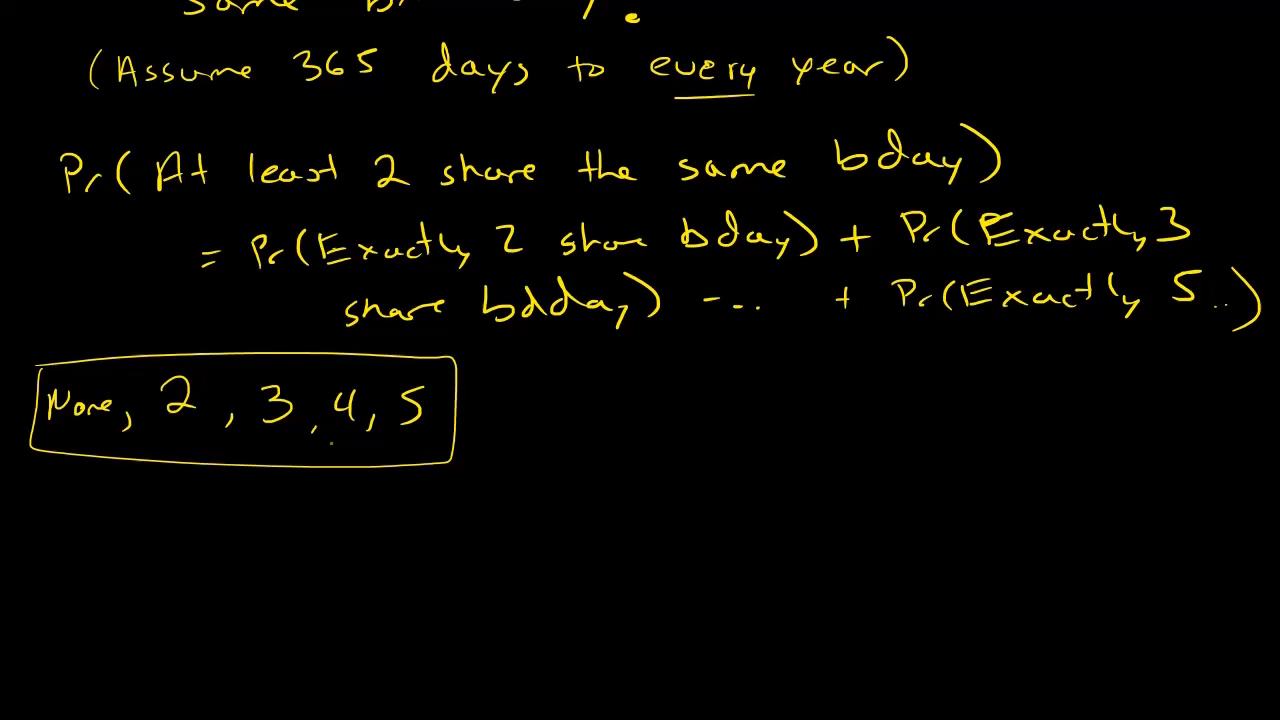 same
(Assume 365 days to every year)
Pr(At least 2 share the same bday)
= Pr(Exactly 2 share bday) + Pr(Exactly 3
share bdday) -... + Pr(Exactly 5..)
None, 2, 3, 4, 5